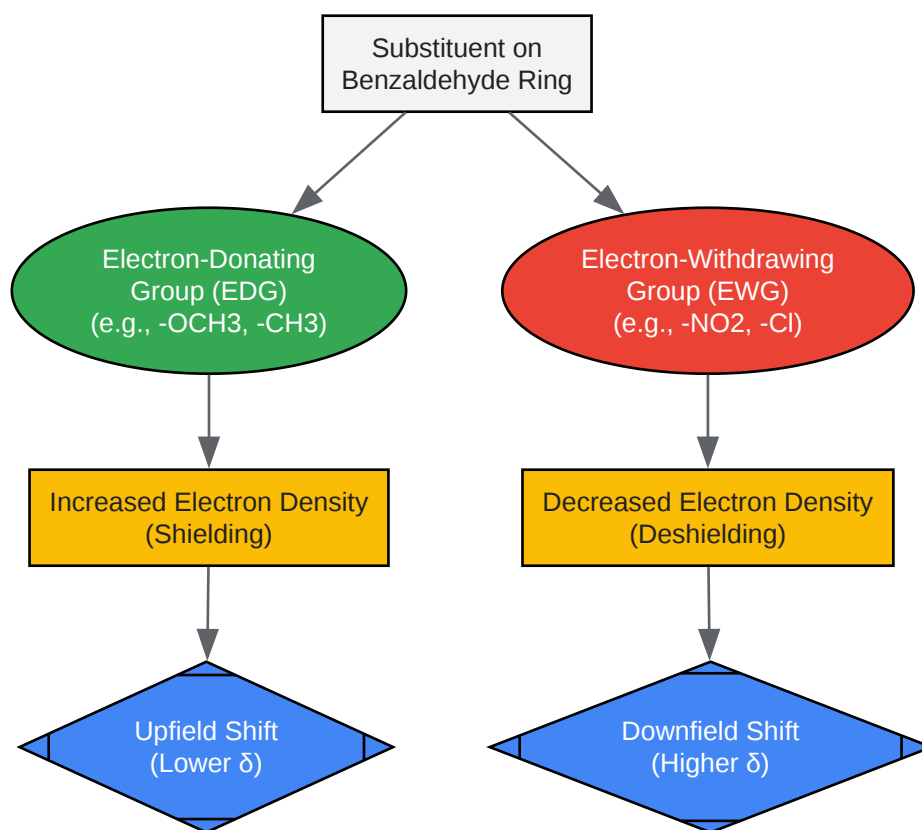 Substituent on
Benzaldehyde Ring
Electron-Donating
Group (EDG)
(e.g., -OCH3, -CH3)
Electron-Withdrawing
Group (EWG)
(e.g., -NO2, -Cl)
Increased Electron Density
(Shielding)
Decreased Electron Density
(Deshielding)
Upfield Shift
(Lower δ)
Downfield Shift
(Higher δ)